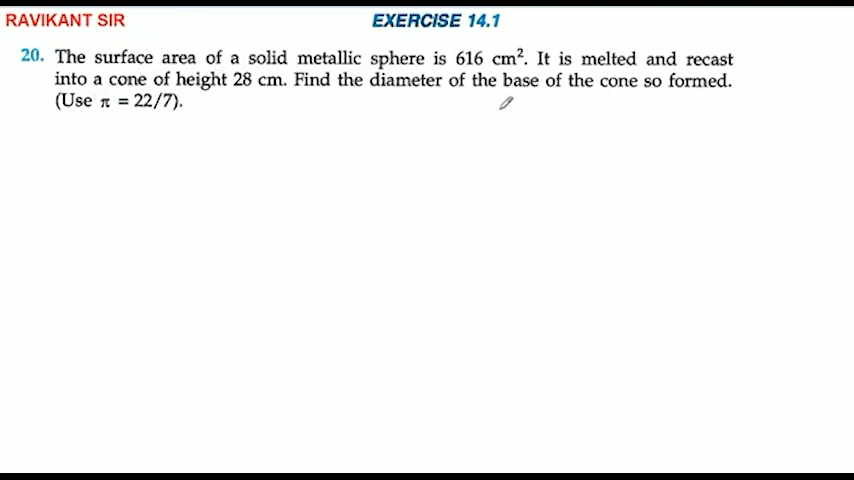 RAVIKANT SIR
EXERCISE 14.1
20. The surface area of a solid metallic sphere is 616 cm². It is melted and recast
into a cone of height 28 cm. Find the diameter of the base of the cone so formed.
(Use π = 22/7).